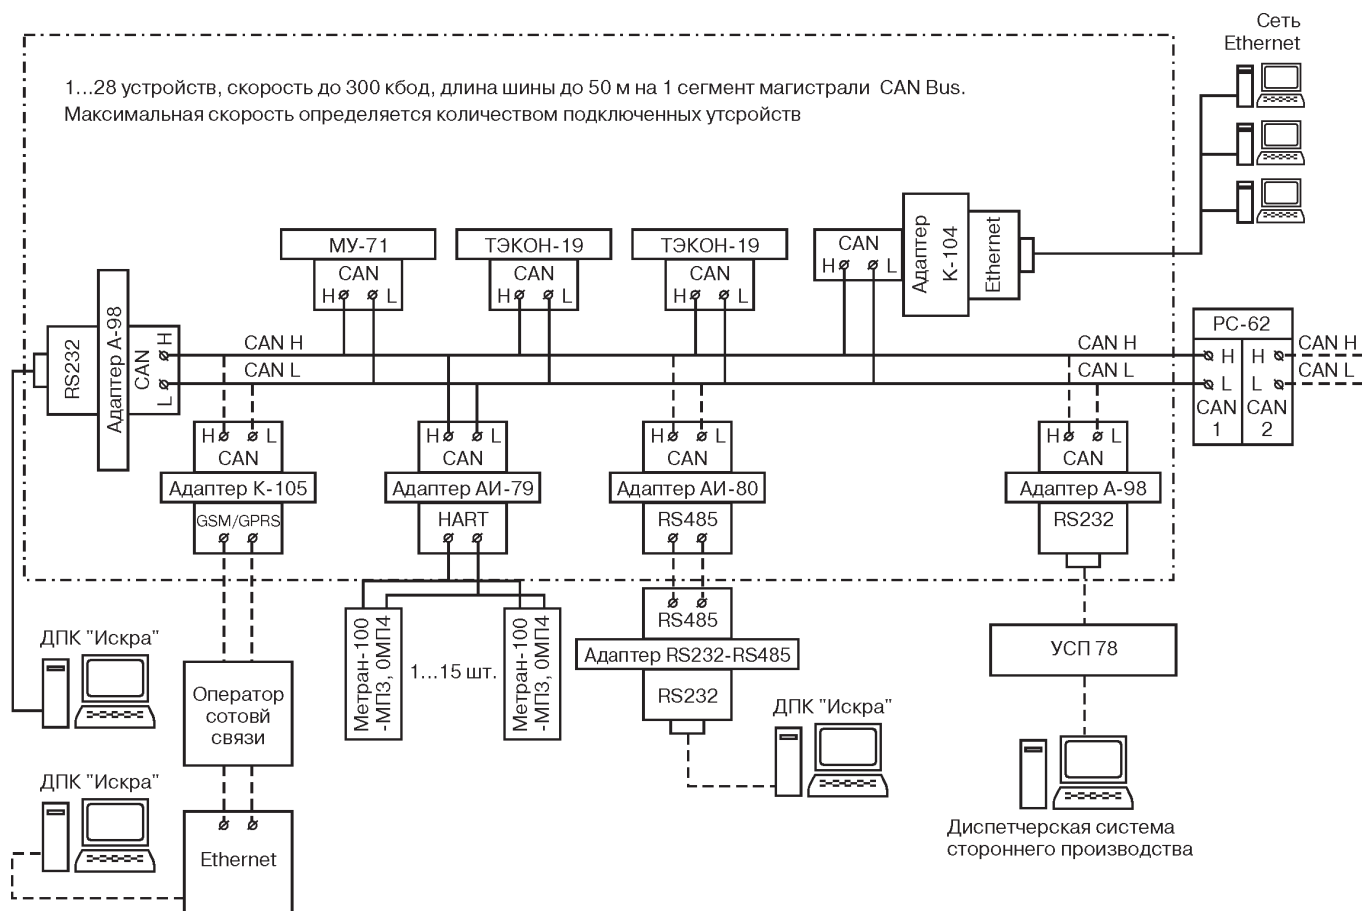 Сеть
Ethernet
1...28 устройств, скорость до 300 кбод, длина шины до 50 м на 1 сегмент магистрали CAN Bus.
Максимальная скорость определяется количеством подключенных утсройств
МУ-71
CAN
H L
ТЭКОН-19
CAN
H L
ТЭКОН-19
CAN
H L
CAN
H L
Адаптер
К-104
Ethernet
RS232
Адаптер А-98
CAN
H
L
CAN H
CAN L
CAN H
CAN L
РС-62
H H
L L
CAN CAN
1 2
CAN H
CAN L
H L
CAN
Адаптер К-105
GSM/GPRS
H L
CAN
Адаптер АИ-79
HART
H L
CAN
Адаптер АИ-80
RS485
H L
CAN
Адаптер А-98
RS232
Метран-100
-МП3, 0МП4
1...15 шт.
Метран-100
-МП3, 0МП4
RS485
Адаптер RS232-RS485
RS232
УСП 78
ДПК "Искра"
Оператор
сотовй
связи
ДПК "Искра"
ДПК "Искра"
Ethernet
Диспетчерская система
стороннего производства